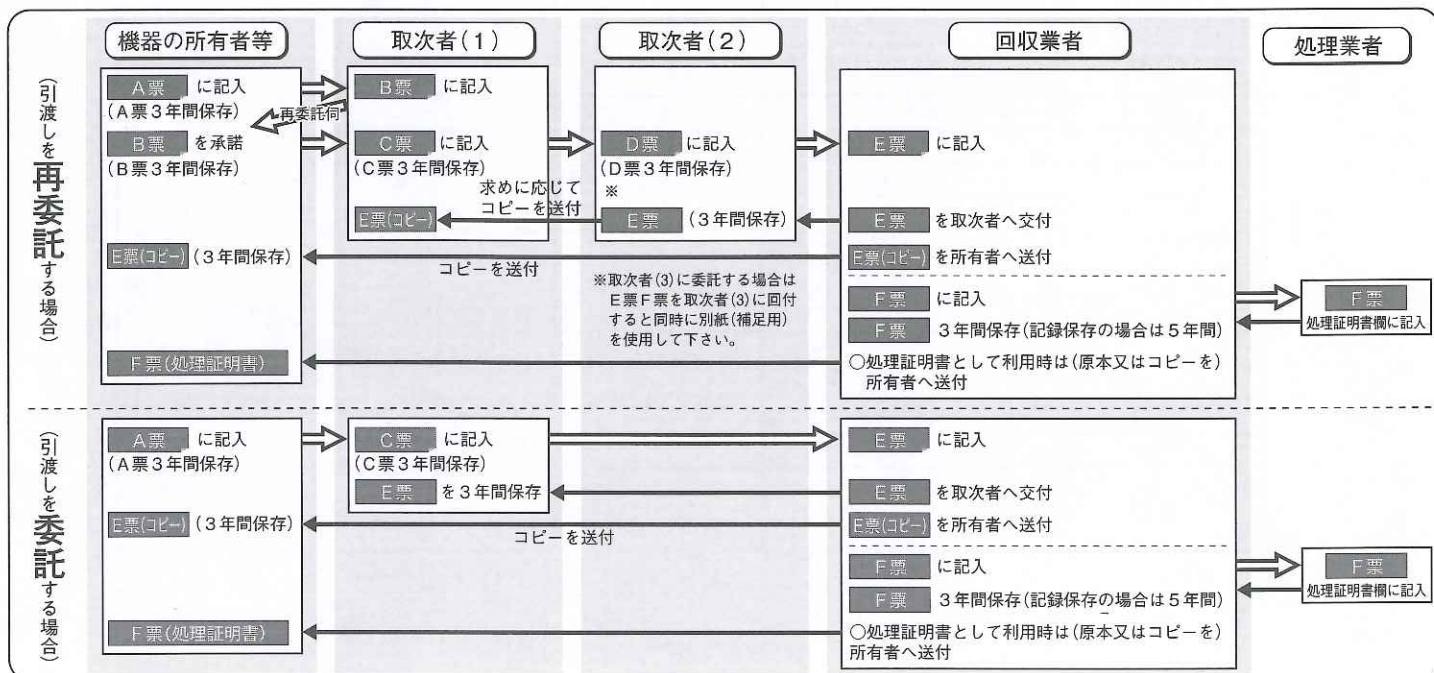 機器の所有者等
取次者(1)
取次者(2)
回収業者
処理業者
(引渡しを再委託する場合)
A票 に記入
(A票3年間保存)
B票 を承諾
(B票3年間保存)
E票(コピー) (3年間保存)
F票(処理証明書)
再委託伺
B票 に記入
C票 に記入
(C票3年間保存)
E票(コピー)
求めに応じて
コピーを送付
コピーを送付
D票 に記入
(D票3年間保存)
※
E票 (3年間保存)
※取次者(3)に委託する場合は
E票F票を取次者(3)に回付
すると同時に別紙(補足用)
を使用して下さい。
E票 に記入
E票 を取次者へ交付
E票(コピー) を所有者へ送付
F票 に記入
F票 3年間保存(記録保存の場合は5年間)
○処理証明書として利用時は(原本又はコピーを)
所有者へ送付
F票
処理証明書欄に記入
(引渡しを委託する場合)
A票 に記入
(A票3年間保存)
E票(コピー) (3年間保存)
F票(処理証明書)
C票 に記入
(C票3年間保存)
E票 を3年間保存
コピーを送付
E票 に記入
E票 を取次者へ交付
E票(コピー) を所有者へ送付
F票 に記入
F票 3年間保存(記録保存の場合は5年間)
○処理証明書として利用時は(原本又はコピーを)
所有者へ送付
F票
処理証明書欄に記入